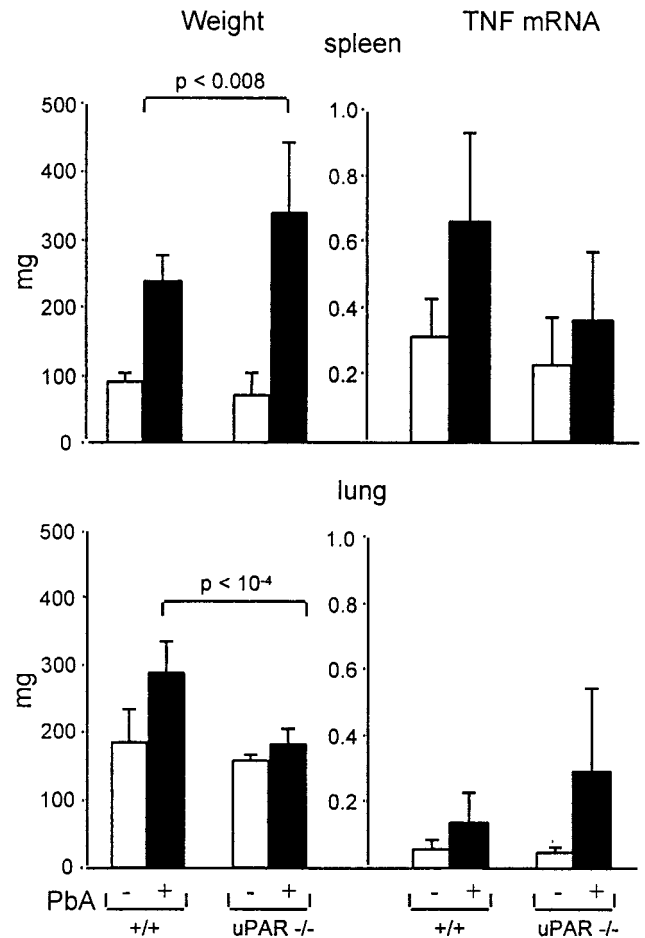 Weight TNF mRNA
spleen
p < 0.008
500 1.0
400 0.8
300 0.6
mg
200 0.4
100 0.2
0
lung
500 1.0
p < 10-4
400 0.8
300 0.6
mg
200 0.4
100 0.2
0
PbA - + - + - + - +
+/+ uPAR -/- +/+ uPAR -/-